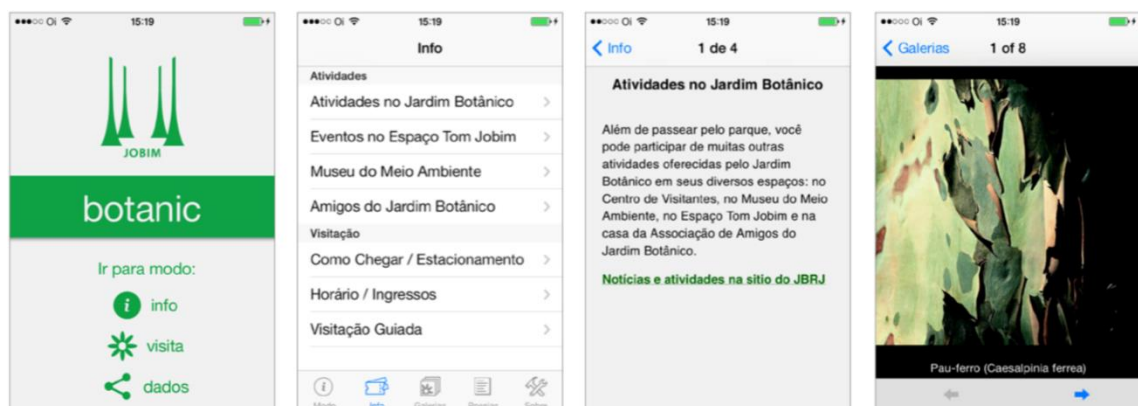 Oi 15:19
JOBIM
botanic
Ir para modo:
info
visita
dados
Oi 15:19
Info
Atividades
Atividades no Jardim Botânico
Eventos no Espaço Tom Jobim
Museu do Meio Ambiente
Amigos do Jardim Botânico
Visitação
Como Chegar / Estacionamento
Horário / Ingressos
Visitação Guiada
Modo Info Galerias Sobre
Oi 15:19
Info 1 de 4
Atividades no Jardim Botânico
Além de passear pelo parque, você
pode participar de muitas outras
atividades oferecidas pelo Jardim
Botânico em seus diversos espaços: no
Centro de Visitantes, no Museu do Meio
Ambiente, no Espaço Tom Jobim e na
casa da Associação de Amigos do
Jardim Botânico.
Notícias e atividades na sitio do JBRJ
Oi 15:19
Galerias 1 of 8
Pau-ferro (Caesalpinia ferrea)